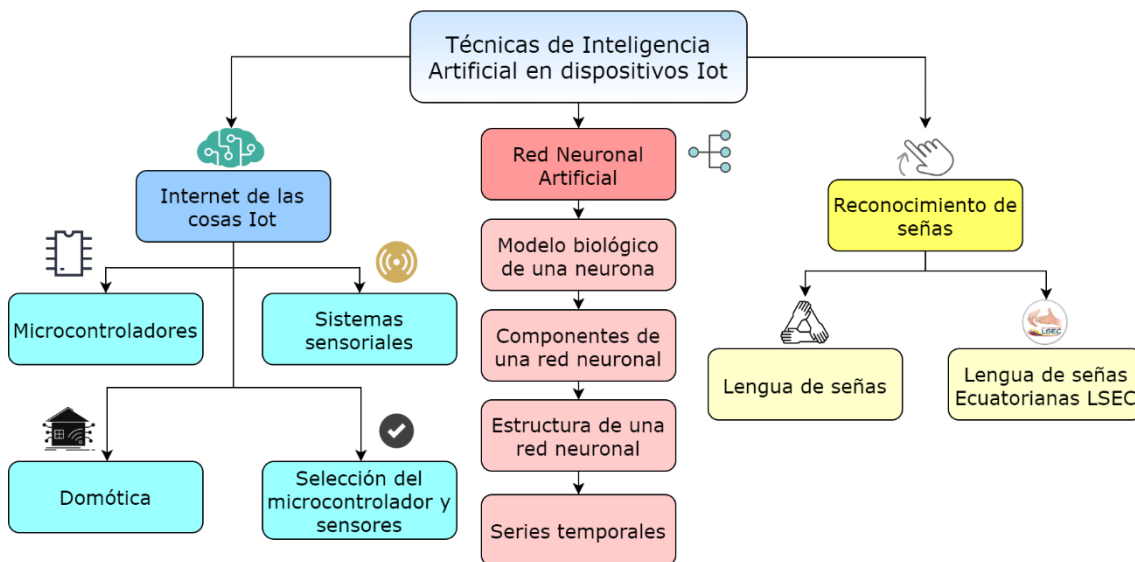 Técnicas de Inteligencia
Artificial en dispositivos Iot
Internet de las
cosas Iot
Microcontroladores
Sistemas
sensoriales
Domótica
Selección del
microcontrolador y
sensores
Red Neuronal
Artificial
Modelo biológico
de una neurona
Componentes de
una red neuronal
Estructura de una
red neuronal
Series temporales
Reconocimiento de
señas
Lengua de señas
LSEC
Lengua de señas
Ecuatorianas LSEC